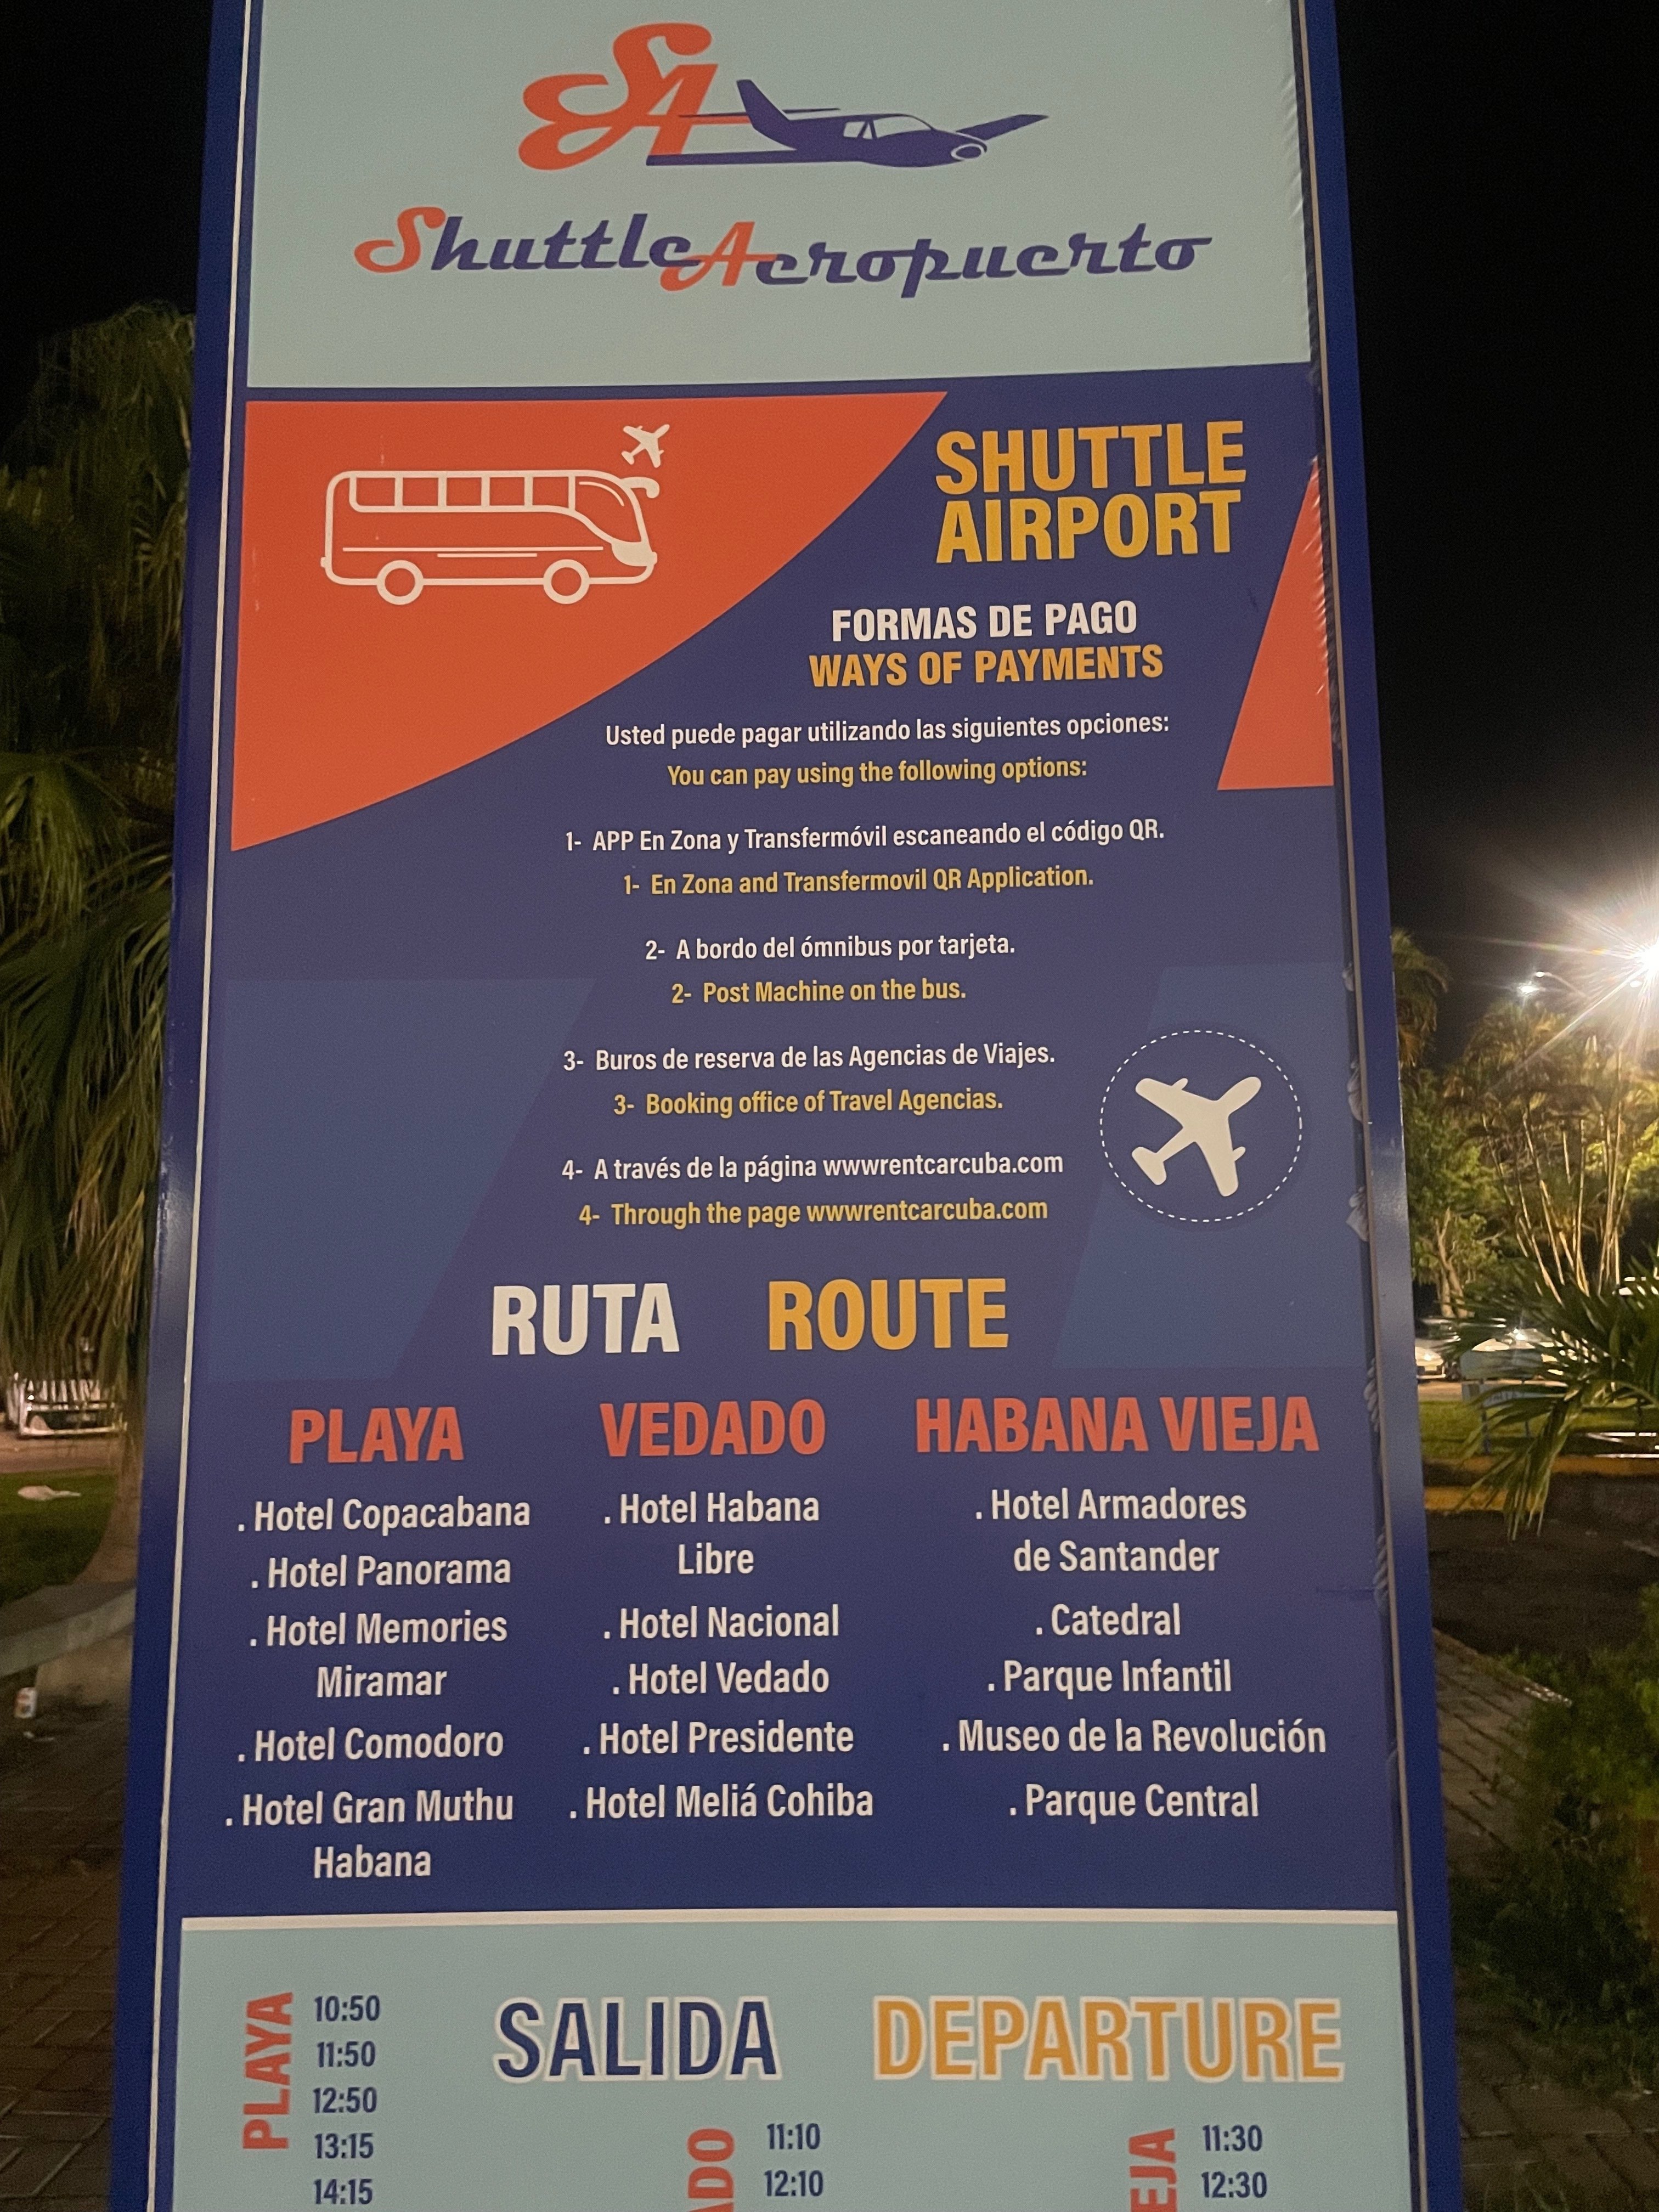 SA
ShuttleAeropuerto
SHUTTLE
AIRPORT
FORMAS DE PAGO
WAYS OF PAYMENTS
Usted puede pagar utilizando las siguientes opciones:
You can pay using the following options:
1- APP En Zona y Transfermóvil escaneando el código QR.
1- En Zona and Transfermovil QR Application.
2- A bordo del ómnibus por tarjeta.
2- Post Machine on the bus.
3- Buros de reserva de las Agencias de Viajes.
3- Booking office of Travel Agencias.
4- A través de la página wwwrentcarcuba.com
4- Through the page wwwrentcarcuba.com
RUTA ROUTE
PLAYA
. Hotel Copacabana
. Hotel Panorama
. Hotel Memories
Miramar
. Hotel Comodoro
. Hotel Gran Muthu
Habana
VEDADO
. Hotel Habana
Libre
. Hotel Nacional
. Hotel Vedado
. Hotel Presidente
. Hotel Meliá Cohiba
HABANA VIEJA
. Hotel Armadores
de Santander
. Catedral
. Parque Infantil
. Museo de la Revolución
. Parque Central
SALIDA DEPARTURE
PLAYA
10:50
11:50
12:50
13:15
14:15
ADO
11:10
12:10
EJA
11:30
12:30